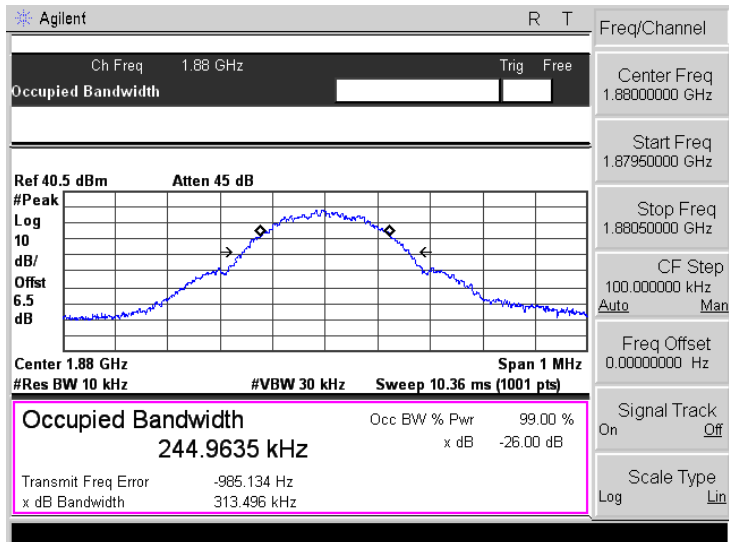 Agilent R T
Ch Freq 1.88 GHz Trig Free
Occupied Bandwidth
Ref 40.5 dBm Atten 45 dB
#Peak
Log
10
dB/
Offst
6.5
dB
Center 1.88 GHz Span 1 MHz
#Res BW 10 kHz #VBW 30 kHz Sweep 10.36 ms (1001 pts)
Occupied Bandwidth Occ BW % Pwr 99.00 %
244.9635 kHz x dB -26.00 dB
Transmit Freq Error -985.134 Hz
x dB Bandwidth 313.496 kHz
Freq/Channel
Center Freq
1.88000000 GHz
Start Freq
1.87950000 GHz
Stop Freq
1.88050000 GHz
CF Step
100.000000 kHz
Auto Man
Freq Offset
0.00000000 Hz
Signal Track
On Off
Scale Type
Log Lin